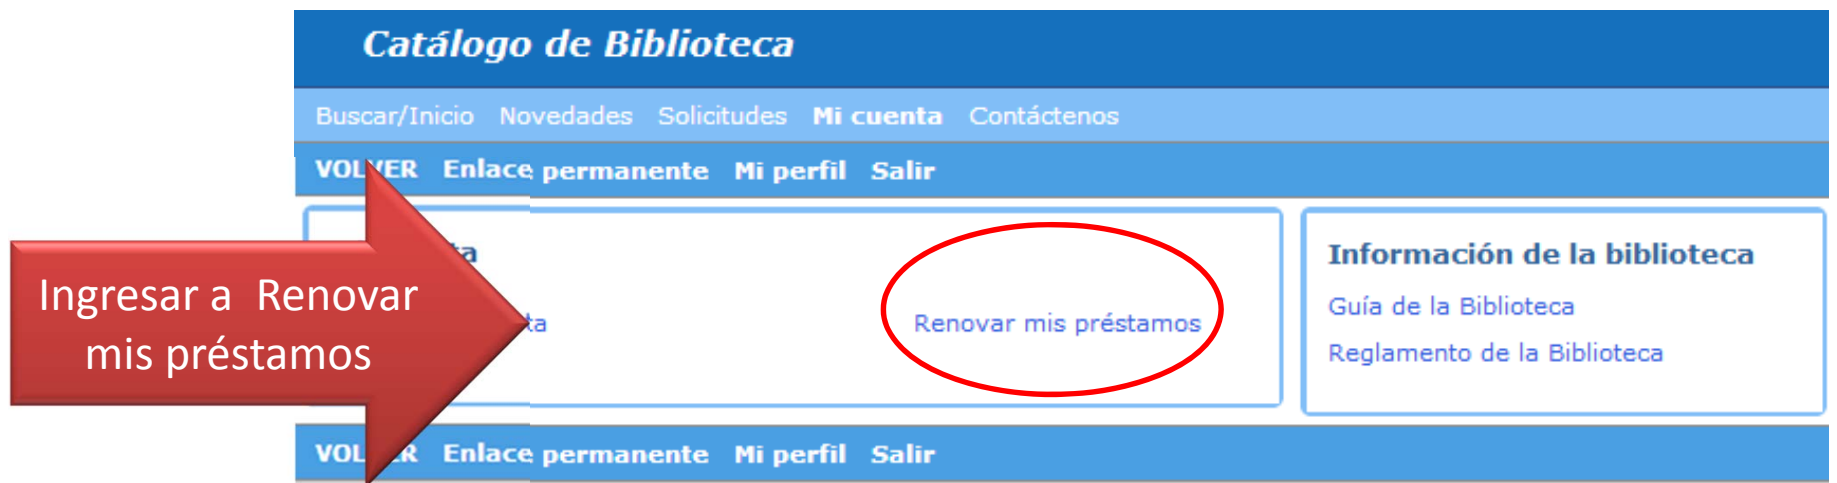 Catálogo de Biblioteca
Buscar/Inicio Novedades Solicitudes Mi cuenta Contáctenos
VOLVER Enlace permanente Mi perfil Salir
Ingresar a Renovar
mis préstamos
Renovar mis préstamos
Información de la biblioteca
Guía de la Biblioteca
Reglamento de la Biblioteca
VOLVER Enlace permanente Mi perfil Salir